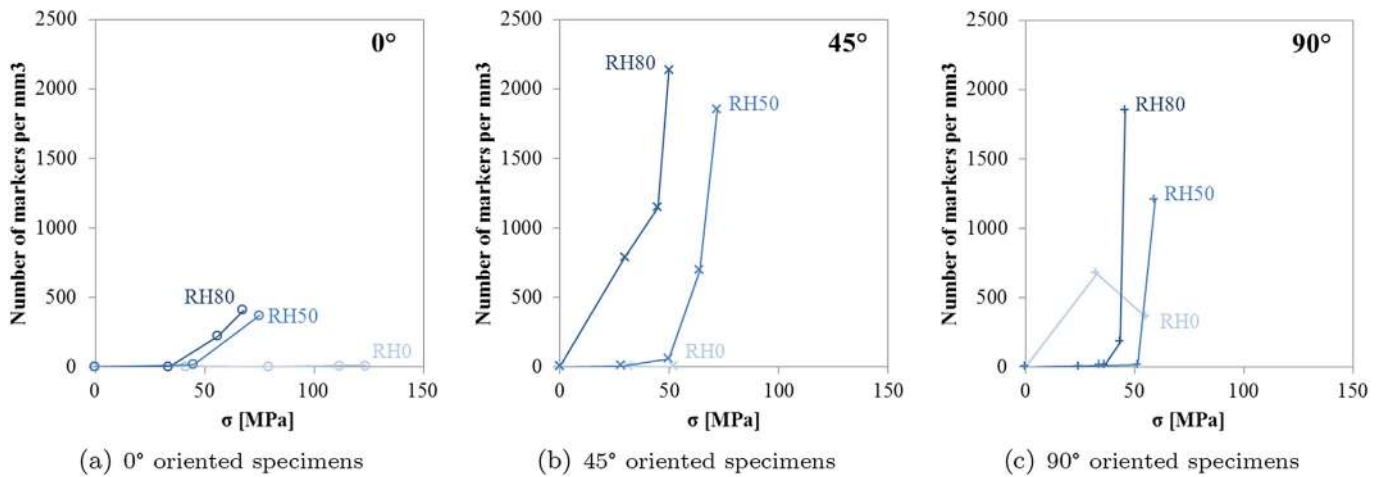 2500
0°
2000
1500
1000
500
0
Number of markers per mm3
RH80
RH50
RH0
0 50 100 150
σ [MPa]
(a) 0° oriented specimens
2500
45°
2000
1500
1000
500
0
Number of markers per mm3
RH80
RH50
RH0
0 50 100 150
σ [MPa]
(b) 45° oriented specimens
2500
90°
2000
1500
1000
500
0
Number of markers per mm3
RH80
RH50
RH0
0 50 100 150
σ [MPa]
(c) 90° oriented specimens